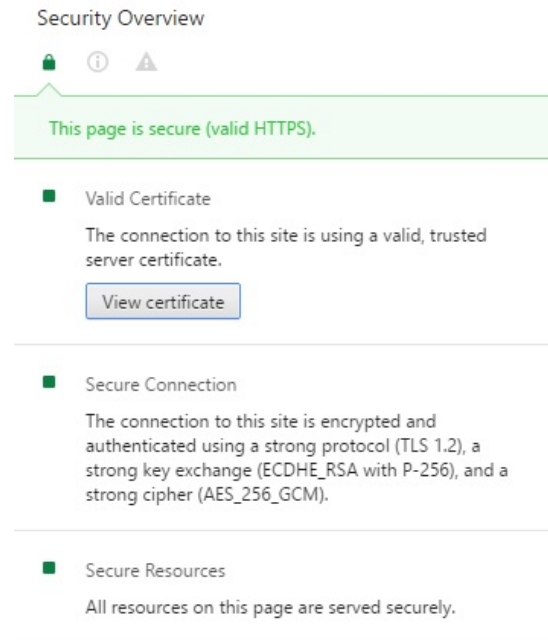 Security Overview
This page is secure (valid HTTPS).
Valid Certificate
The connection to this site is using a valid, trusted
server certificate.
View certificate
Secure Connection
The connection to this site is encrypted and
authenticated using a strong protocol (TLS 1.2), a
strong key exchange (ECDHE_RSA with P-256), and a
strong cipher (AES_256_GCM).
Secure Resources
All resources on this page are served securely.